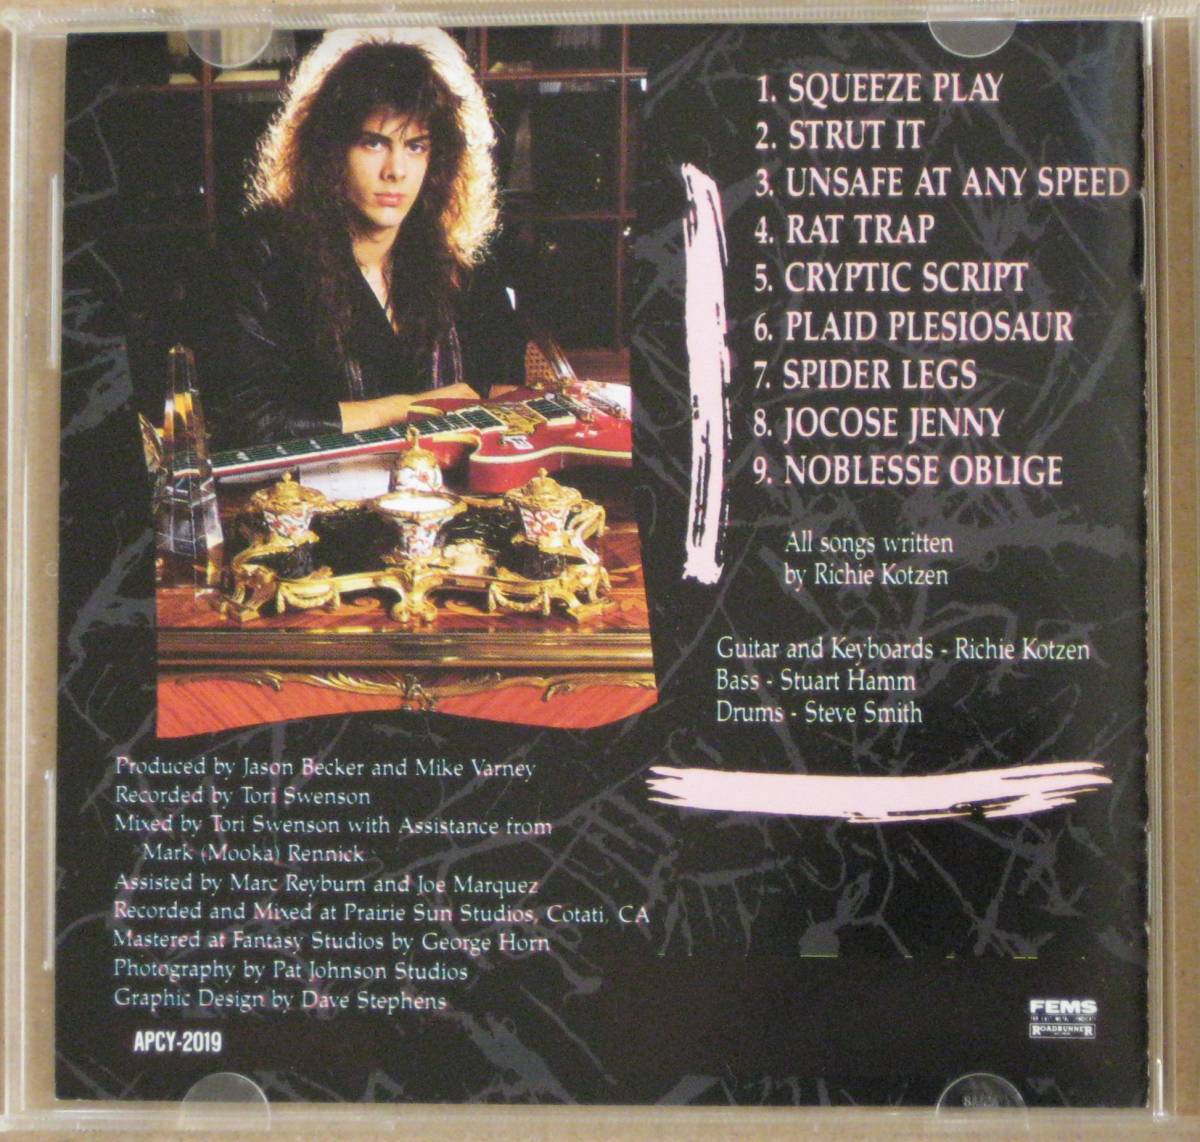 1. SQUEEZE PLAY
2. STRUT IT
3. UNSAFE AT ANY SPEED
4. RAT TRAP
5. CRYPTIC SCRIPT
6. PLAID PLESIOSAUR
7. SPIDER LEGS
8. JOCOSE JENNY
9. NOBLESSE OBLIGE
All songs written
by Richie Kotzen
Guitar and Keyboards - Richie Kotzen
Bass - Stuart Hamm
Drums - Steve Smith
Produced by Jason Becker and Mike Varney
Recorded by Tori Swenson
Mixed by Tori Swenson with Assistance from
Mark (Mooka) Rennick
Assisted by Marc Reyburn and Joe Marquez
Recorded and Mixed at Prairie Sun Studios, Cotati, CA
Mastered at Fantasy Studios by George Horn
Photography by Pat Johnson Studios
Graphic Design by Dave Stephens
APCY-2019
FEMS
ROADRUNNER